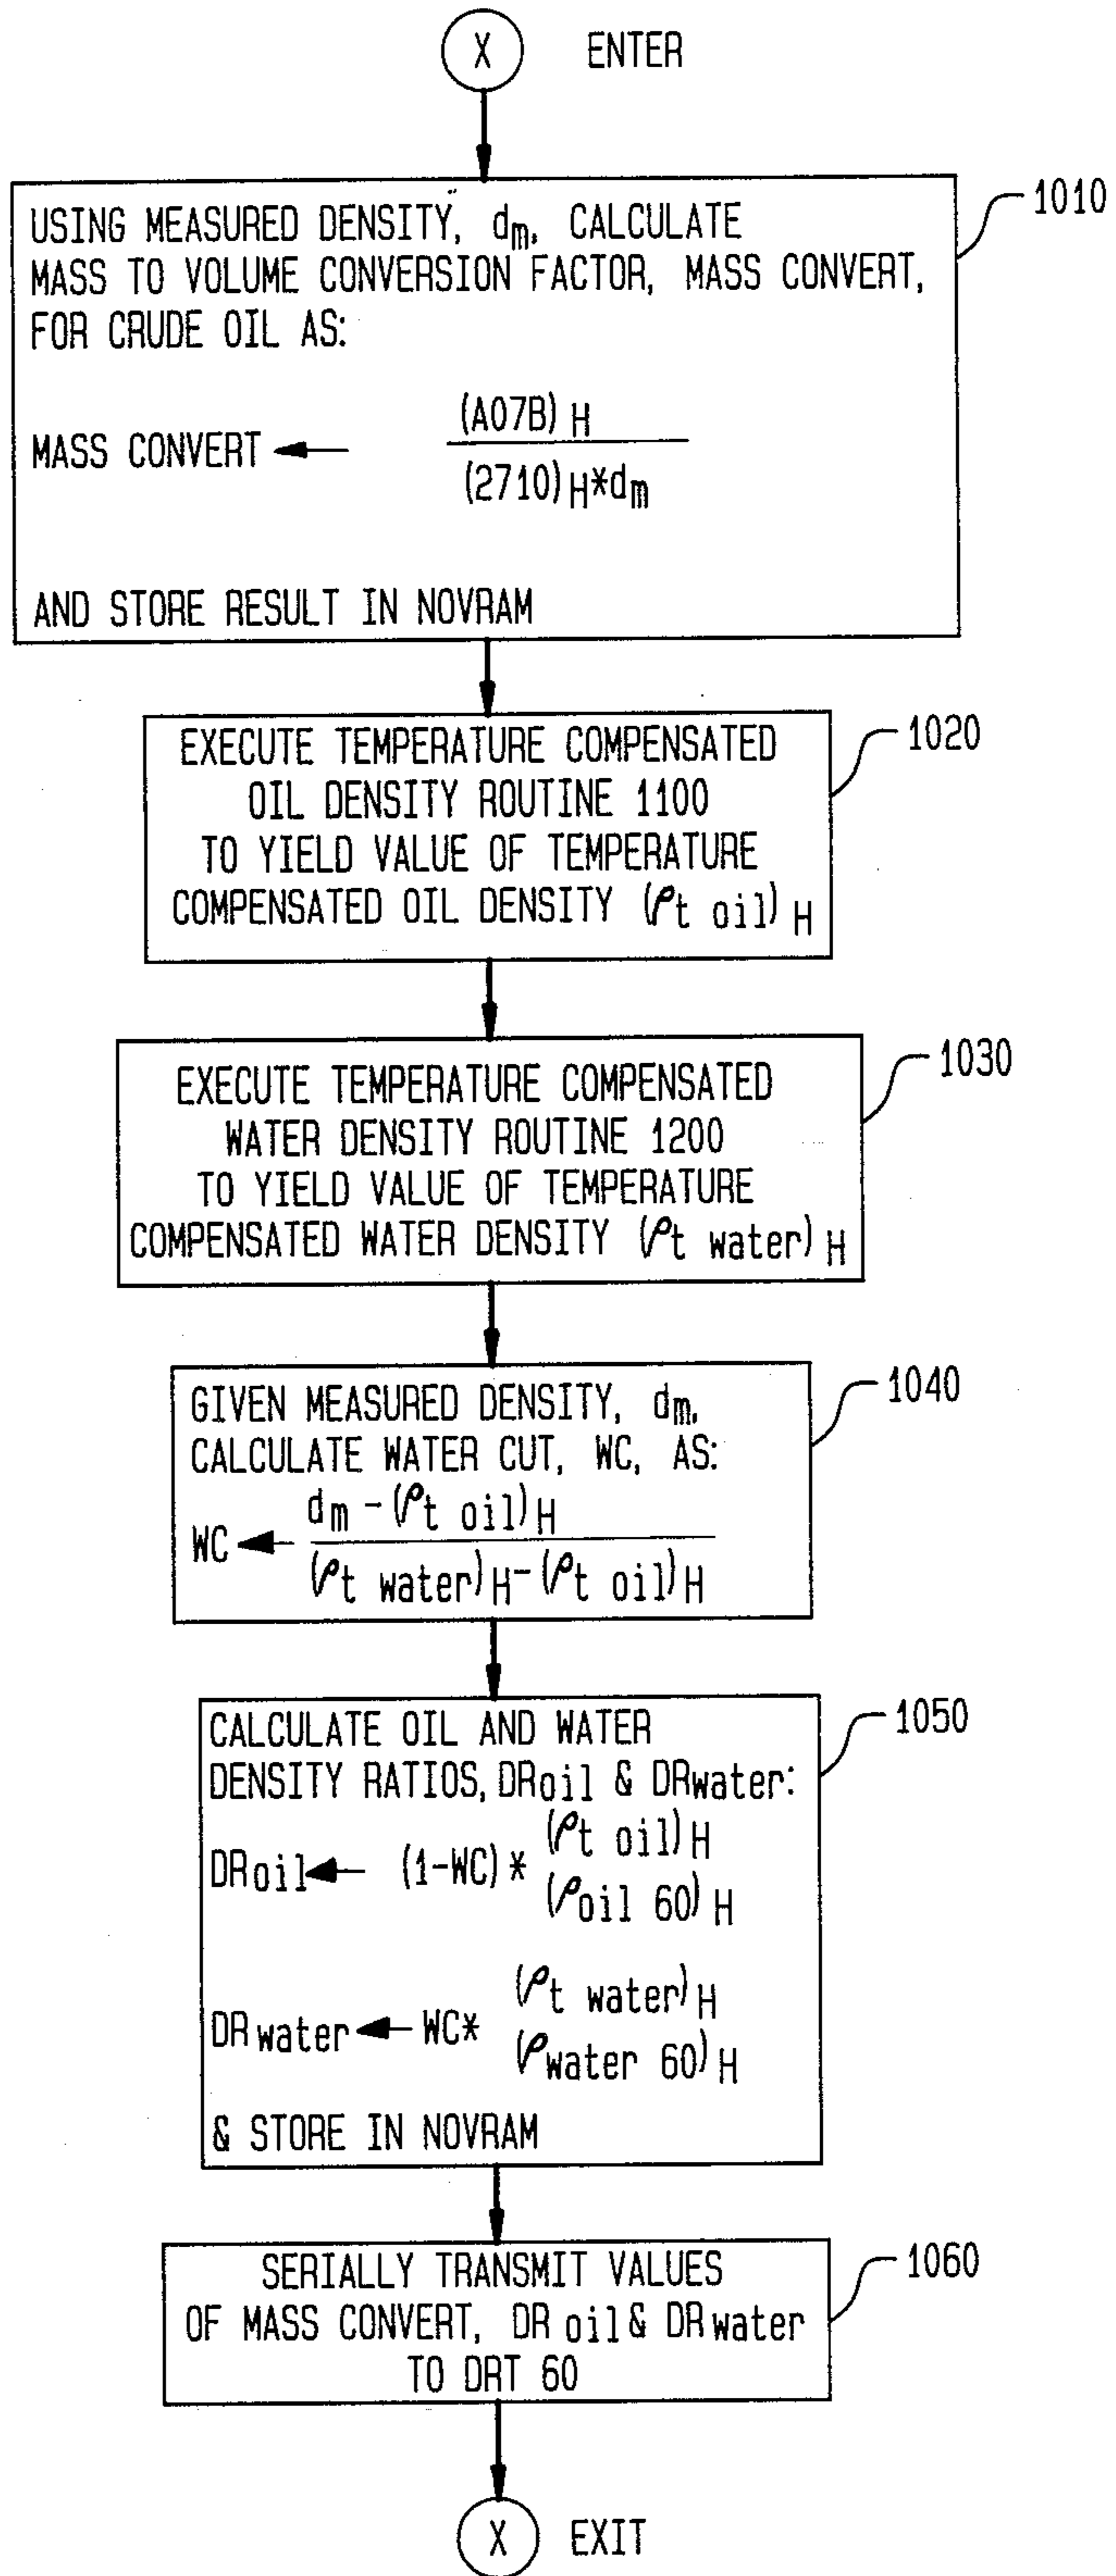 X ENTER
1010
USING MEASURED DENSITY, dm, CALCULATE
MASS TO VOLUME CONVERSION FACTOR, MASS CONVERT,
FOR CRUDE OIL AS:
MASS CONVERT ← (A07B)H
(2710)H*dm
AND STORE RESULT IN NOVRAM
1020
EXECUTE TEMPERATURE COMPENSATED
OIL DENSITY ROUTINE 1100
TO YIELD VALUE OF TEMPERATURE
COMPENSATED OIL DENSITY (ρt oil)H
1030
EXECUTE TEMPERATURE COMPENSATED
WATER DENSITY ROUTINE 1200
TO YIELD VALUE OF TEMPERATURE
COMPENSATED WATER DENSITY (ρt water)H
1040
GIVEN MEASURED DENSITY, dm,
CALCULATE WATER CUT, WC, AS:
WC ← dm - (ρt oil)H
(ρt water)H - (ρt oil)H
1050
CALCULATE OIL AND WATER
DENSITY RATIOS, DRoil & DRwater:
DRoil ← (1-WC) * (ρt oil)H
(ρoil 60)H
DRwater ← WC* (ρt water)H
(ρwater 60)H
& STORE IN NOVRAM
1060
SERIALLY TRANSMIT VALUES
OF MASS CONVERT, DRoil & DRwater
TO DRT 60
X EXIT